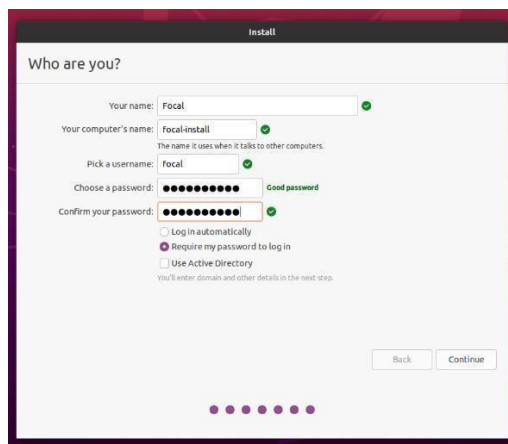 Install
Who are you?
Your name: Focal
Your computer's name: focal-install
The name it uses when it talks to other computers.
Pick a username: focal
Choose a password: ●●●●●●●●●● Good password
Confirm your password: ●●●●●●●●●●
Log in automatically
Require my password to log in
Use Active Directory
You'll enter domain and other details in the next step.
Back Continue